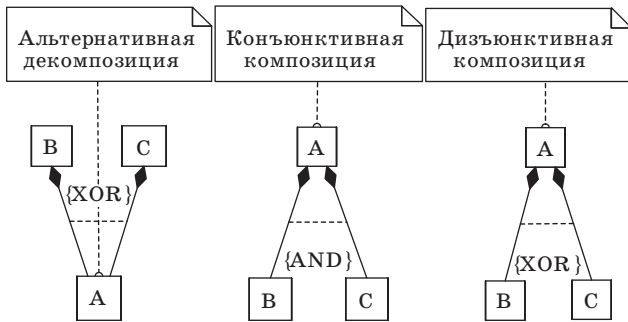 Альтернативная
декомпозиция
B
C
{XOR}
A
Конъюнктивная
композиция
A
{AND}
B
C
Дизъюнктивная
композиция
A
{XOR}
B
C